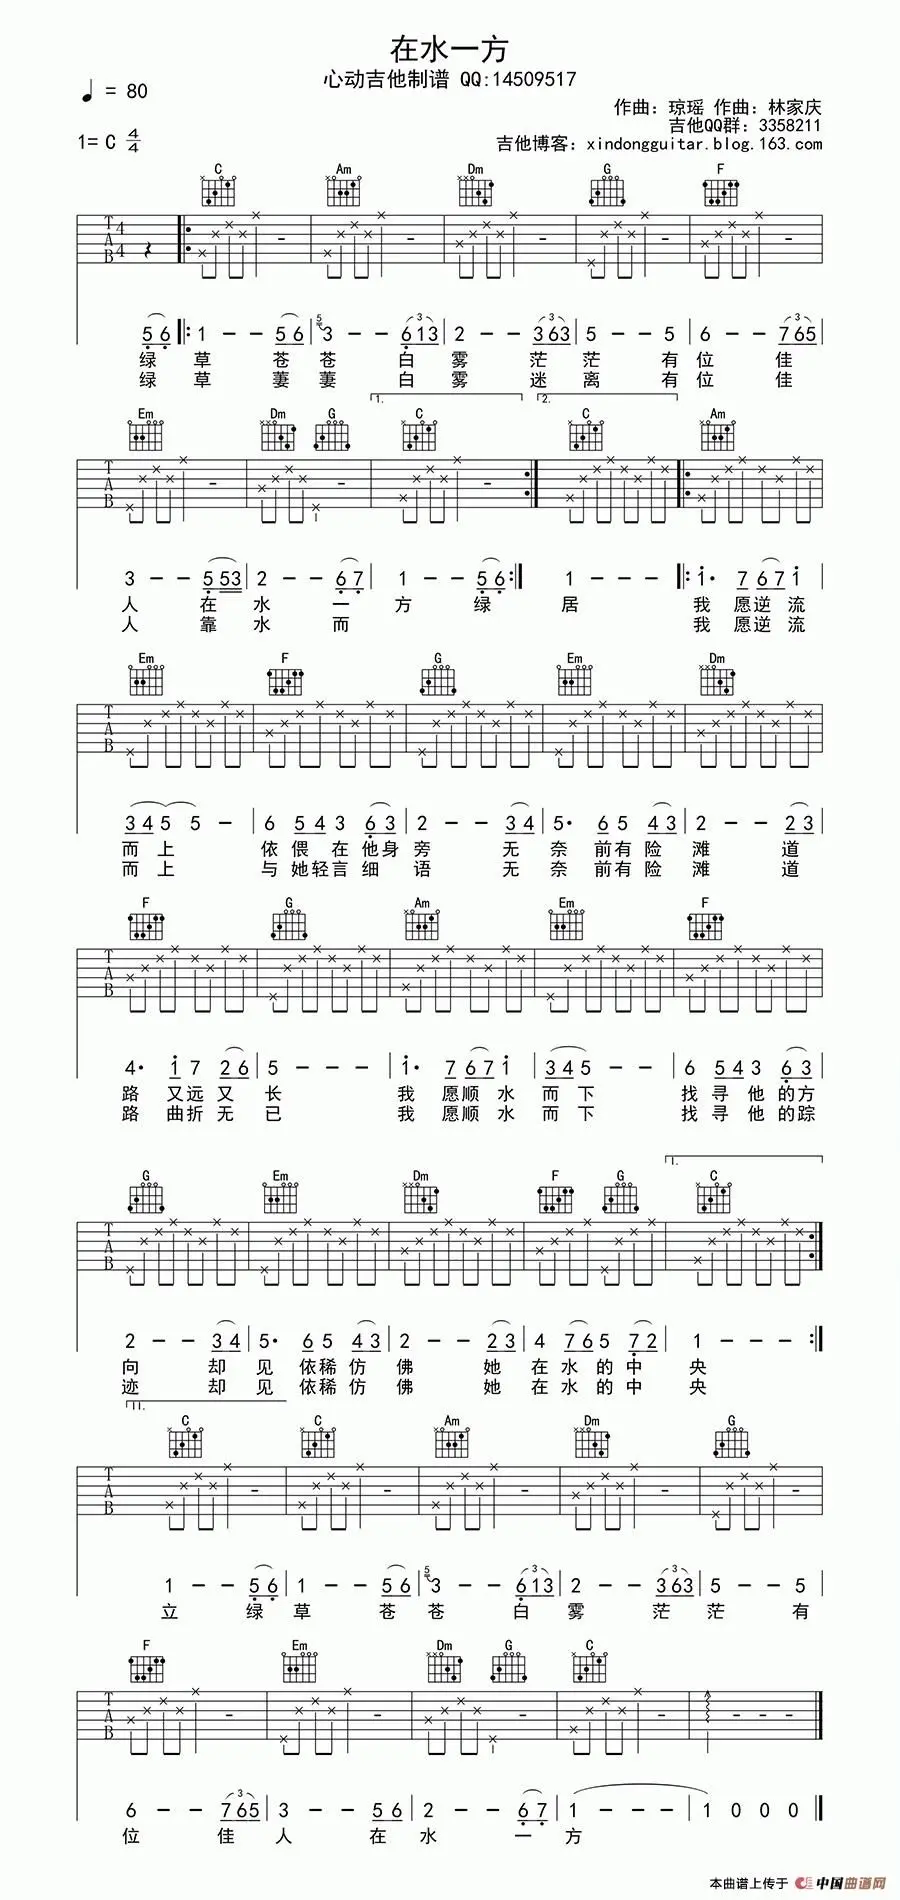 在水一方
心动吉他制谱 QQ:14509517
♩ = 80
作曲：琼瑶 作曲：林家庆
吉他QQ群：3358211
1= C 4/4
吉他博客：xindongguitar.blog.163.com
C Am Dm G F
T A B 4/4
5 6 1 - - 5 6 5 3 - - 6 1 3 2 - - 3 6 3 5 - - 5 6 - - 7 6 5
绿 草 苍 苍 白 雾 茫 茫 有 位 佳
绿 草 萋 萋 白 雾 迷 离 有 位 佳
1. 2.
Em Dm G C C Am
T A B
3 - - 5 5 3 2 - - 6 7 1 - - 5 6 1 - - 1· 7 6 7 1
人 在 水 一 方 绿 居 我 愿 逆 流
人 靠 水 而 我 愿 逆 流
Em F G Em Dm
T A B
3 4 5 5 - 6 5 4 3 6 3 2 - - 3 4 5· 6 5 4 3 2 - - 2 3
而 上 依 偎 在 他 身 旁 无 奈 前 有 险 滩 道
而 上 与 她 轻 言 细 语 无 奈 前 有 险 滩 道
F G Am Em F
T A B
4· 1 7 2 6 5 - - 1· 7 6 7 1 3 4 5 - - 6 5 4 3 6 3
路 又 远 又 长 我 愿 顺 水 而 下 找 寻 他 的 方
路 曲 折 无 已 我 愿 顺 水 而 下 找 寻 他 的 踪
1.
G Em Dm F G C
T A B
2 - - 3 4 5· 6 5 4 3 2 - - 2 3 4 7 6 5 7 2 1 - - -
向 却 见 依 稀 仿 佛 她 在 水 的 中 央
迹 却 见 依 稀 仿 佛 她 在 水 的 中 央
11.
C C Am Dm G
T A B
1 - - 5 6 1 - - 5 6 5 3 - - 6 1 3 2 - - 3 6 3 5 - - 5
立 绿 草 苍 苍 白 雾 茫 茫 有
F Em Dm G C
T A B
6 - - 7 6 5 3 - - 5 6 2 - - 6 7 1 - - - 1 0 0 0
位 佳 人 在 水 一 方
本曲谱上传于 中国曲谱网